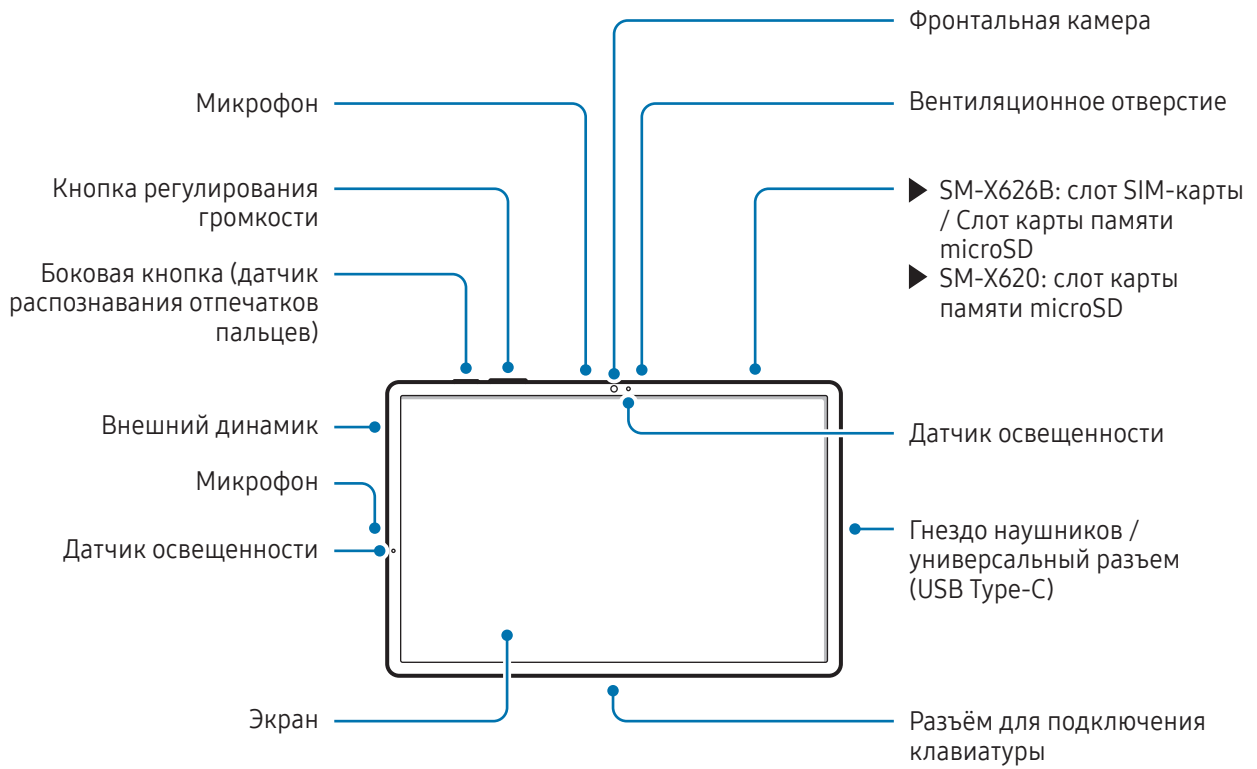 Фронтальная камера
Микрофон
Вентиляционное отверстие
Кнопка регулирования
громкости
▶ SM-X626B: слот SIM-карты
/ Слот карты памяти
microSD
▶ SM-X620: слот карты
памяти microSD
Боковая кнопка (датчик
распознавания отпечатков
пальцев)
Внешний динамик
Датчик освещенности
Микрофон
Датчик освещенности
Гнездо наушников /
универсальный разъем
(USB Type-C)
Экран
Разъём для подключения
клавиатуры